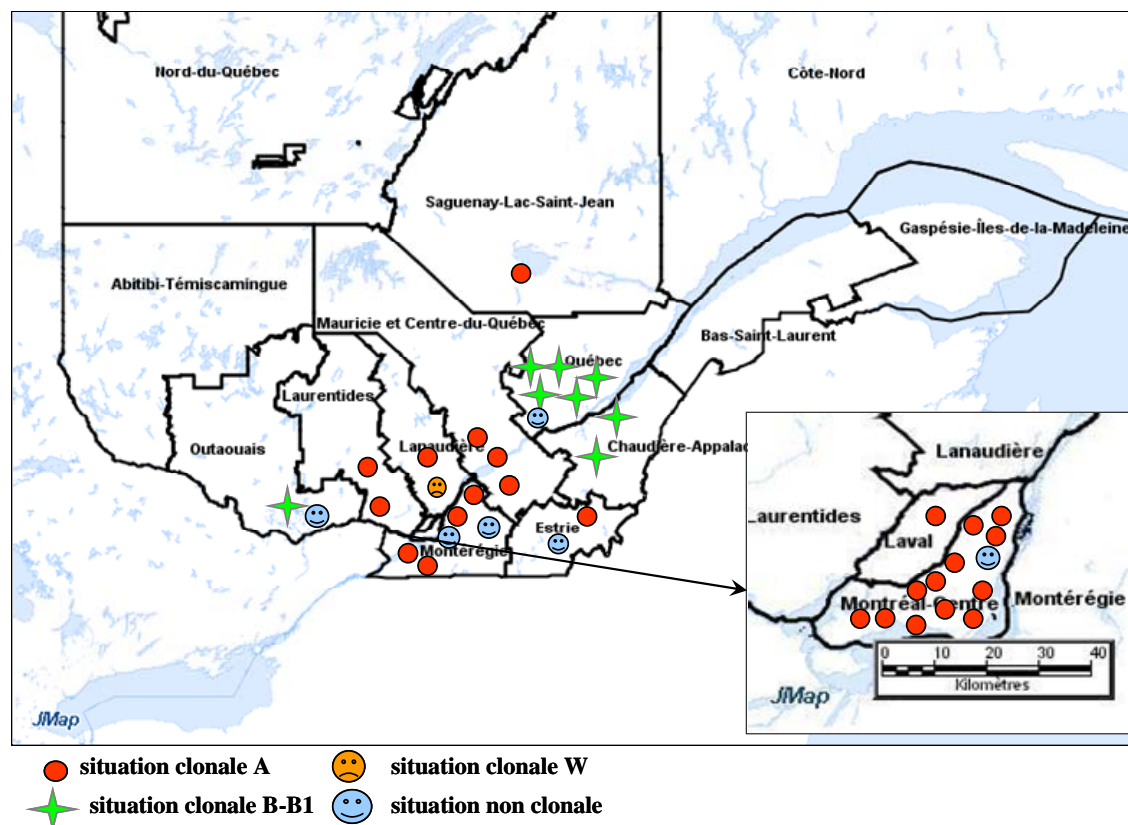 Nord-du-Québec
Côte-Nord
Saguenay-Lac-Saint-Jean
Gaspésie-Îles-de-la-Madeleine
Abitibi-Témiscamingue
Mauricie et Centre-du-Québec
Bas-Saint-Laurent
Québec
Laurentides
Outaouais
Lanaudière
Chaudière-Appalac
Estrie
Montérégie
Lanaudière
Laurentides
Laval
Montréal-Centre
Montérégie
0 10 20 30 40
Kilomètres
JMap
JMap
situation clonale A
situation clonale W
situation clonale B-B1
situation non clonale